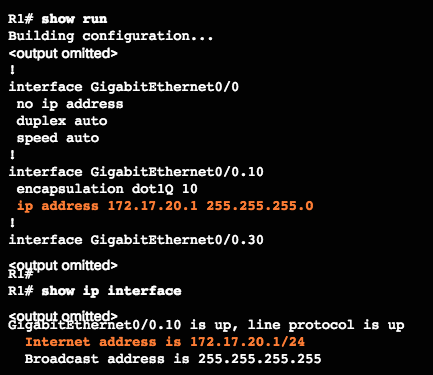 R1# show run
Building configuration...
<output omitted>
!
interface GigabitEthernet0/0
no ip address
duplex auto
speed auto
!
interface GigabitEthernet0/0.10
encapsulation dot1Q 10
ip address 172.17.20.1 255.255.255.0
!
interface GigabitEthernet0/0.30
<output omitted>
R1#
R1# show ip interface
<output omitted>
GigabitEthernet0/0.10 is up, line protocol is up
Internet address is 172.17.20.1/24
Broadcast address is 255.255.255.255